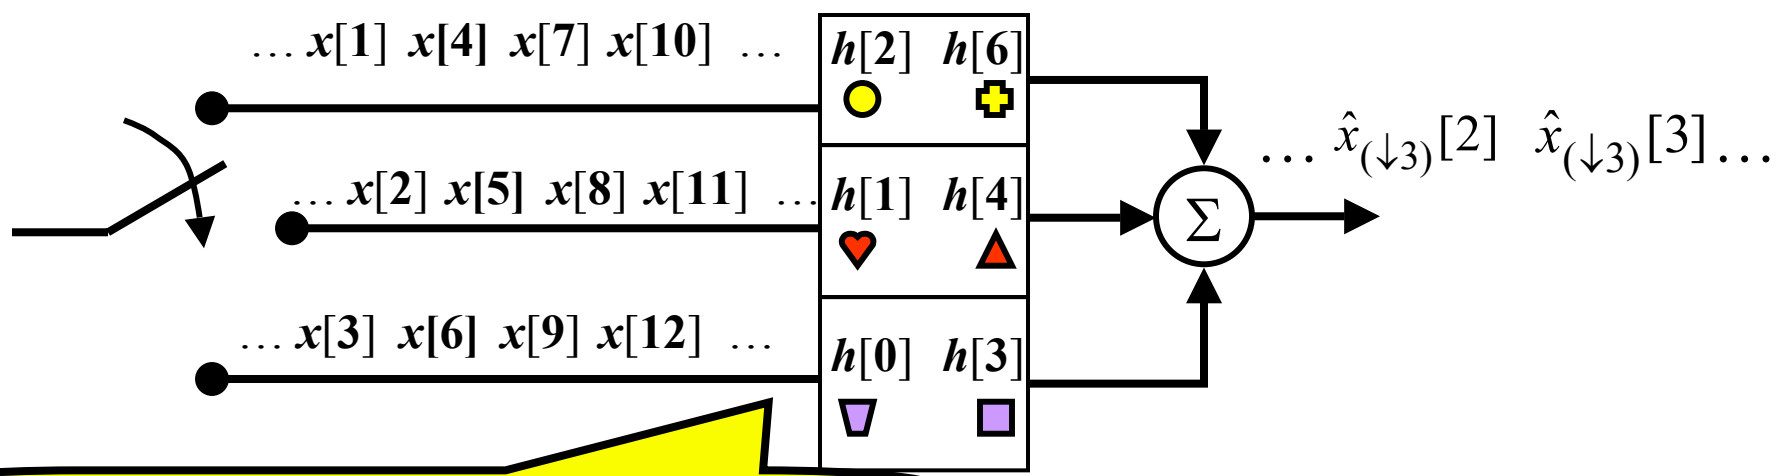 ... x[1] x[4] x[7] x[10] ...
h[2] h[6]
... x̂(↓3)[2] x̂(↓3)[3] ...
... x[2] x[5] x[8] x[11] ...
h[1] h[4]
Σ
... x[3] x[6] x[9] x[12] ...
h[0] h[3]